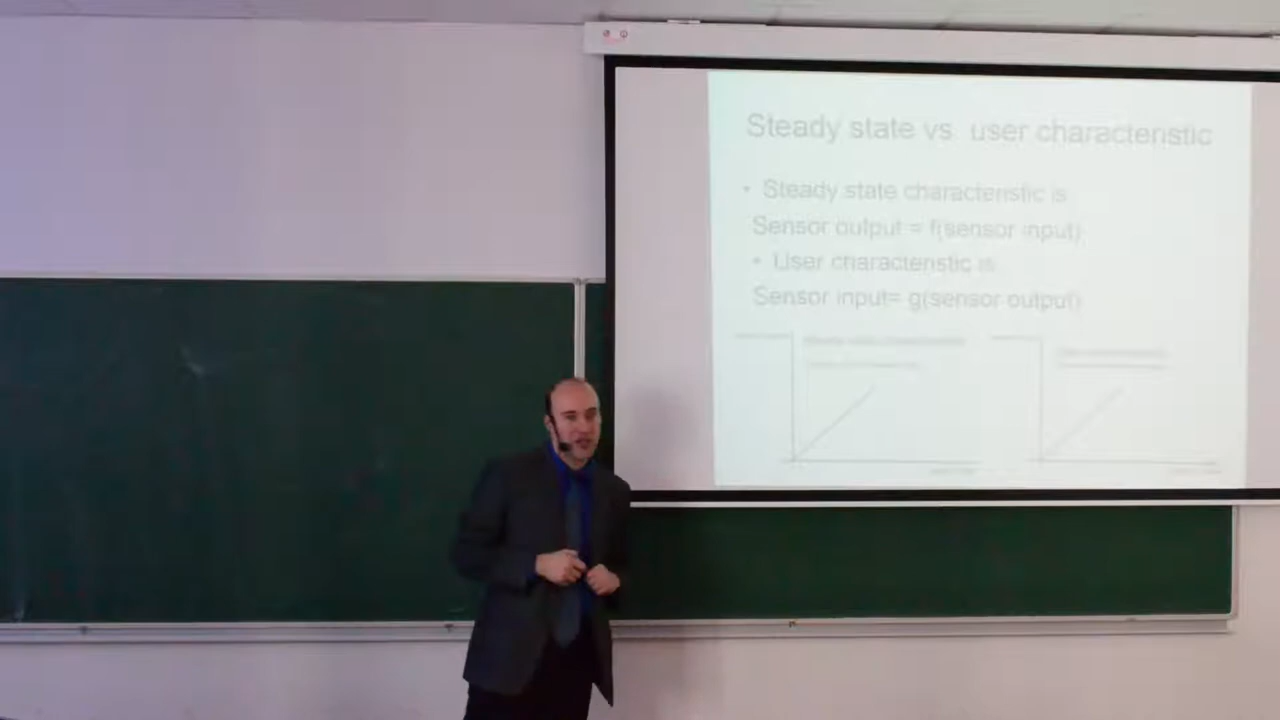 Steady state vs. user characteristic
• Steady state characteristic is
Sensor output = f(sensor input)
• User characteristic is
Sensor input= g(sensor output)